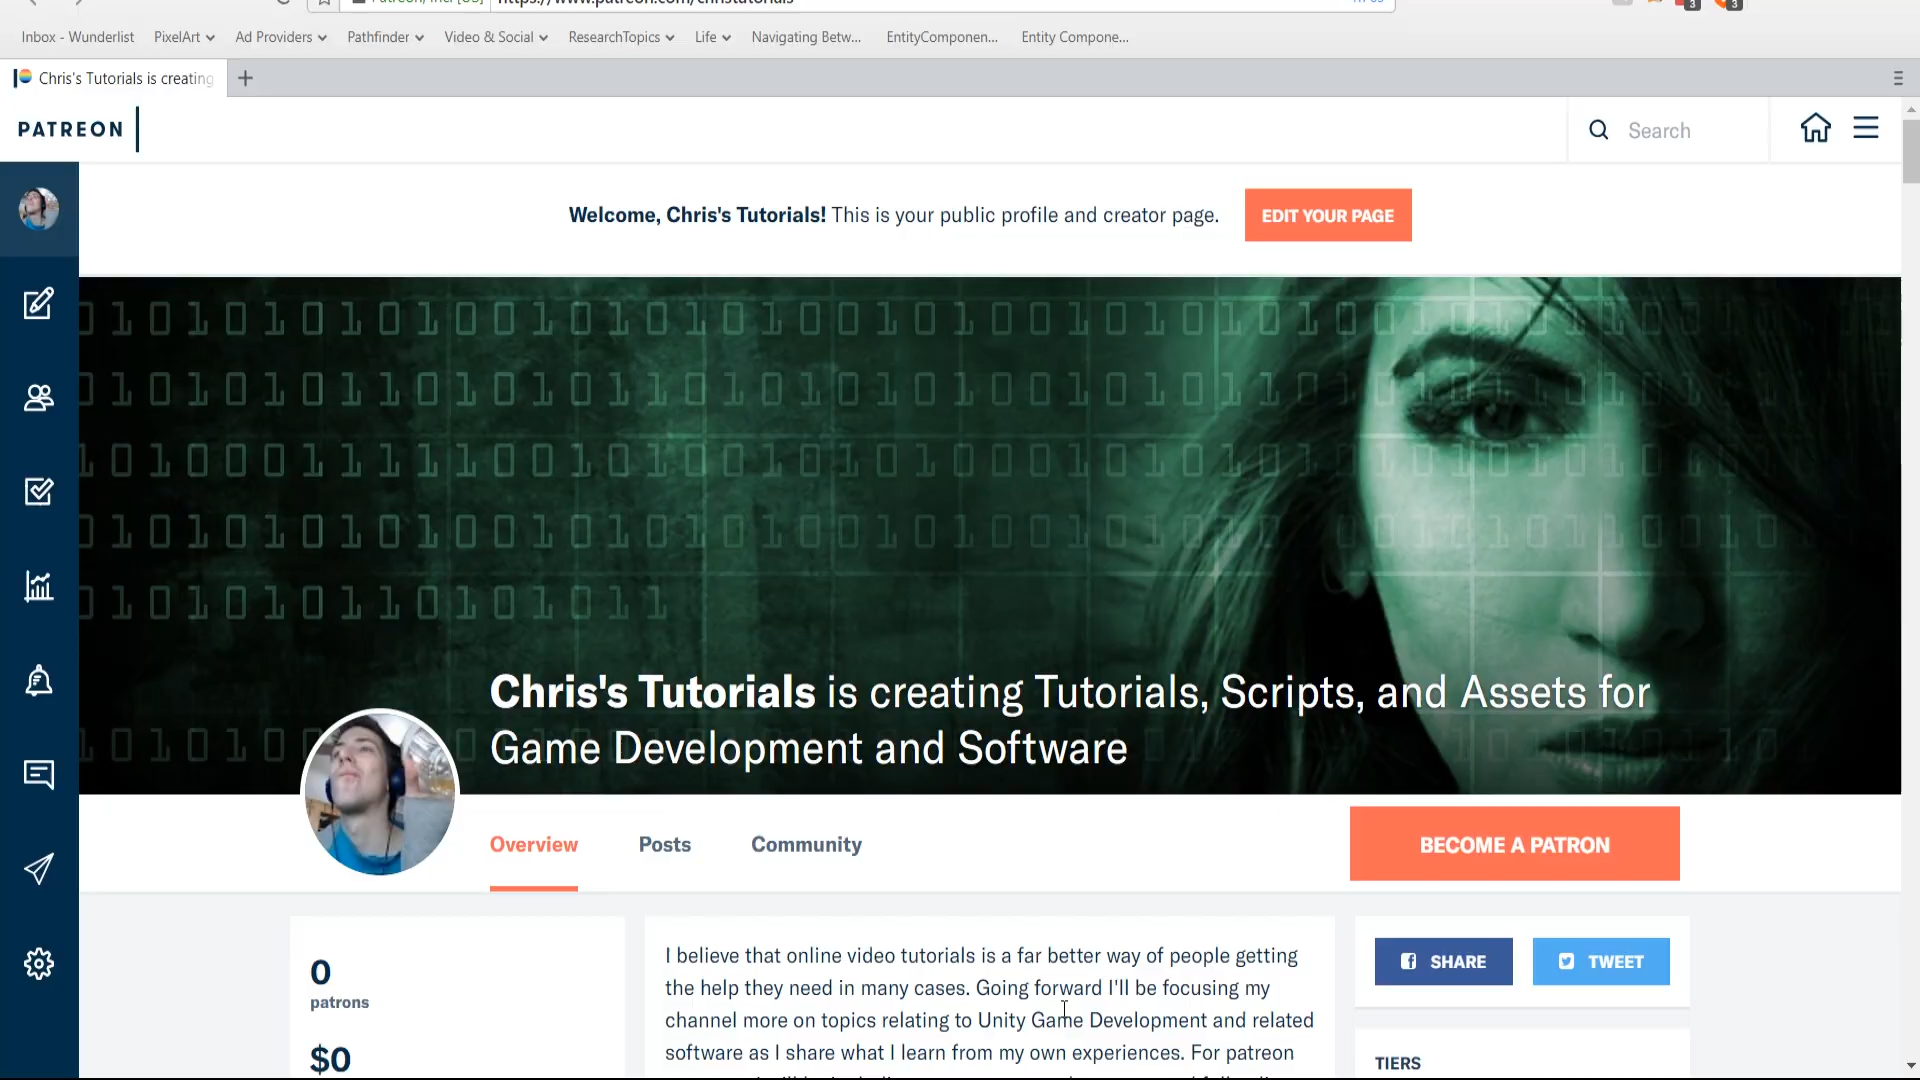 Inbox - Wunderlist PixelArt Ad Providers Pathfinder Video & Social ResearchTopics Life Navigating Betw... EntityComponen... Entity Compone...
Chris's Tutorials is creating
PATREON
Search
Welcome, Chris's Tutorials! This is your public profile and creator page.
EDIT YOUR PAGE
Chris's Tutorials is creating Tutorials, Scripts, and Assets for
Game Development and Software
Overview Posts Community
BECOME A PATRON
0
patrons
$0
I believe that online video tutorials is a far better way of people getting
the help they need in many cases. Going forward I'll be focusing my
channel more on topics relating to Unity Game Development and related
software as I share what I learn from my own experiences. For patreon
SHARE
TWEET
TIERS